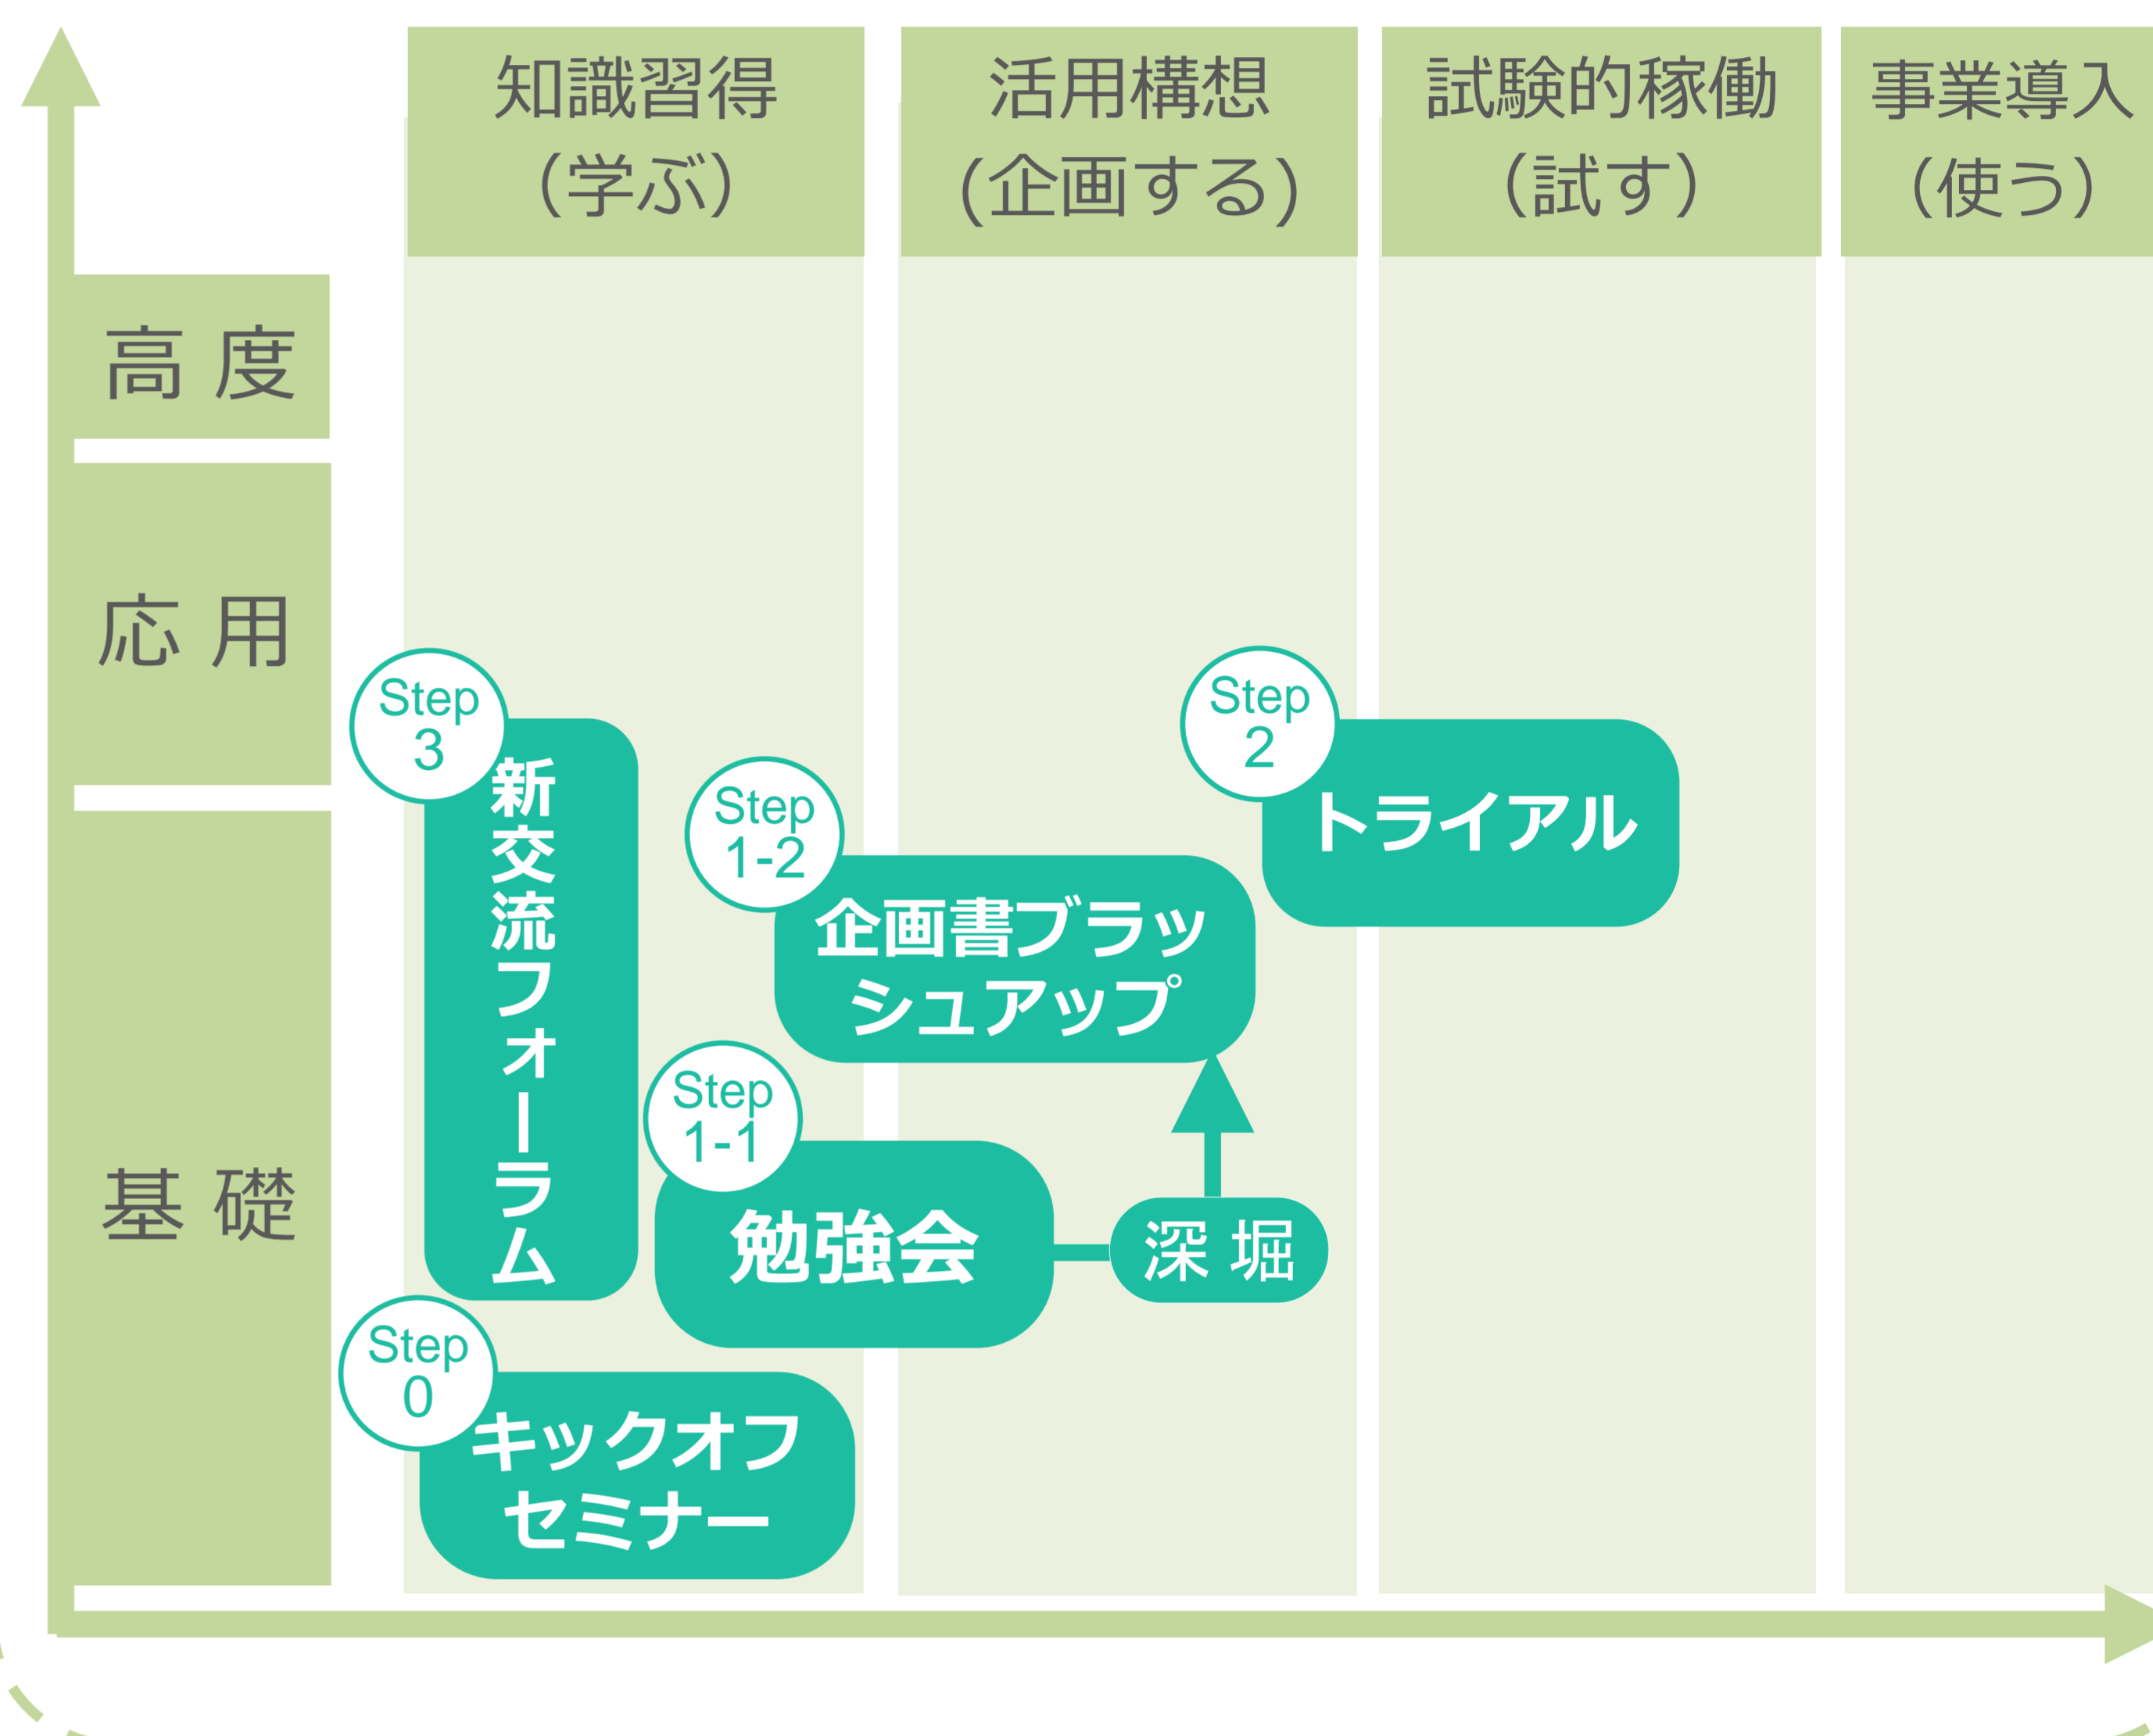 知識習得
（学ぶ）
活用構想
（企画する）
試験的稼働
（試す）
事業導入
（使う）
高 度
応 用
基 礎
Step
3
新
交
流
フ
ォ
ー
ラ
ム
Step
1-2
企画書ブラッ
シュアップ
Step
2
トライアル
Step
1-1
勉強会
深 堀
Step
0
キックオフ
セミナー